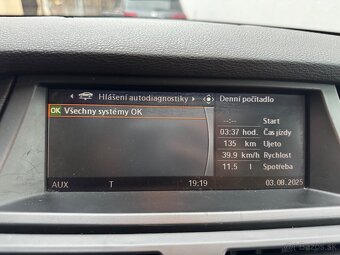 Hlášení autodiagnostiky
Denní počitadlo
OK Všechny systémy OK
--:-- Start
03:37 hod. Čas jízdy
135 km Ujeto
39.9 km/h Rychlost
11.5 l Spotřeba
AUX T 19:19 03.08.2025